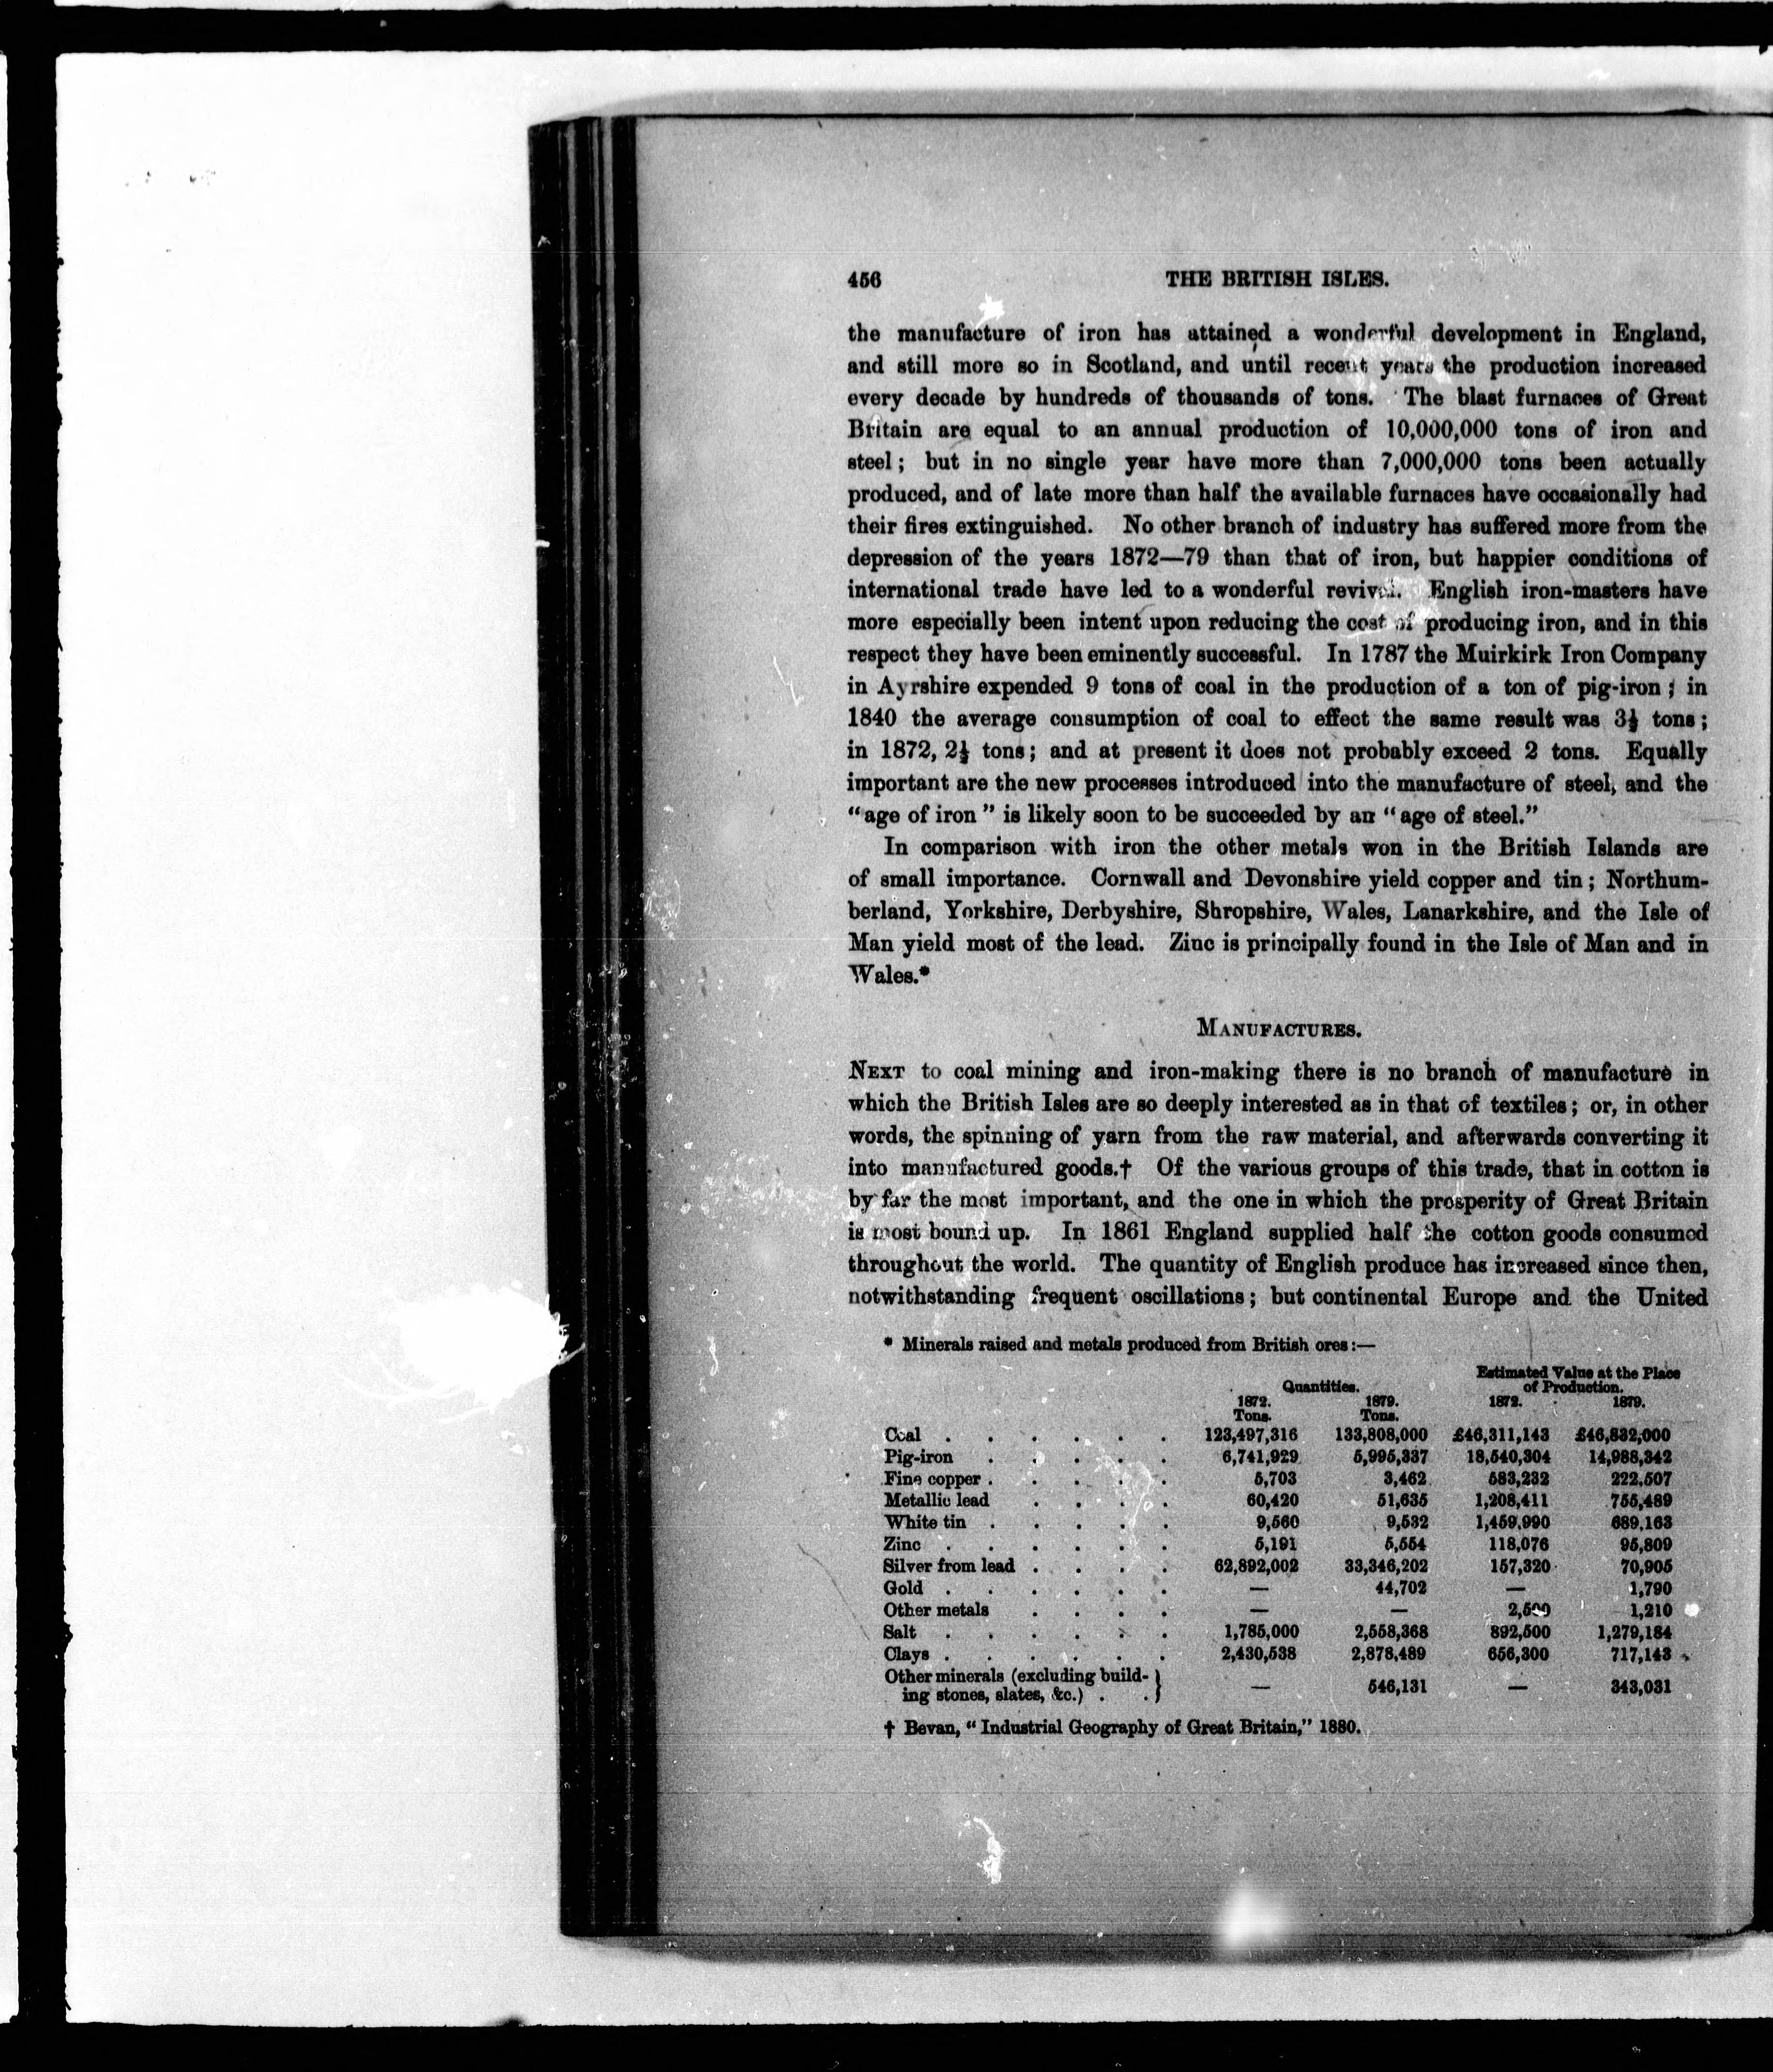 456 THE BRITISH ISLES.
the manufacture of iron has attained a wonderful development in England,
and still more so in Scotland, and until recent years the production increased
every decade by hundreds of thousands of tons. The blast furnaces of Great
Britain are equal to an annual production of 10,000,000 tons of iron and
steel; but in no single year have more than 7,000,000 tons been actually
produced, and of late more than half the available furnaces have occasionally had
their fires extinguished. No other branch of industry has suffered more from the
depression of the years 1872—79 than that of iron, but happier conditions of
international trade have led to a wonderful revival. English iron-masters have
more especially been intent upon reducing the cost of producing iron, and in this
respect they have been eminently successful. In 1787 the Muirkirk Iron Company
in Ayrshire expended 9 tons of coal in the production of a ton of pig-iron; in
1840 the average consumption of coal to effect the same result was 3½ tons;
in 1872, 2½ tons; and at present it does not probably exceed 2 tons. Equally
important are the new processes introduced into the manufacture of steel, and the
"age of iron" is likely soon to be succeeded by an "age of steel."
In comparison with iron the other metals won in the British Islands are
of small importance. Cornwall and Devonshire yield copper and tin; Northum-
berland, Yorkshire, Derbyshire, Shropshire, Wales, Lanarkshire, and the Isle of
Man yield most of the lead. Zinc is principally found in the Isle of Man and in
Wales.*
MANUFACTURES.
NEXT to coal mining and iron-making there is no branch of manufacture in
which the British Isles are so deeply interested as in that of textiles; or, in other
words, the spinning of yarn from the raw material, and afterwards converting it
into manufactured goods.† Of the various groups of this trade, that in cotton is
by far the most important, and the one in which the prosperity of Great Britain
is most bound up. In 1861 England supplied half the cotton goods consumed
throughout the world. The quantity of English produce has increased since then,
notwithstanding frequent oscillations; but continental Europe and the United
* Minerals raised and metals produced from British ores:—
Estimated Value at the Place
Quantities. of Production.
1872. 1879. 1872. 1879.
Tons. Tons.
Coal . . . . . . 123,497,316 133,808,000 £46,311,143 £46,832,000
Pig-iron . . . . . 6,741,929 5,995,337 18,540,304 14,988,342
Fine copper . . . . . 5,703 3,462 583,232 222,507
Metallic lead . . . . 60,420 51,635 1,208,411 755,489
White tin . . . . . 9,560 9,532 1,459,990 689,163
Zinc . . . . . . 5,191 5,554 118,076 95,809
Silver from lead . . . . 62,892,002 33,346,202 157,320 70,905
Gold . . . . . . — 44,702 — 1,790
Other metals . . . . — — 2,500 1,210
Salt . . . . . . 1,785,000 2,558,368 892,500 1,279,184
Clays . . . . . . 2,430,538 2,878,489 656,300 717,143
Other minerals (excluding build-
ing stones, slates, &c.) . . } — 546,131 — 343,031
† Bevan, "Industrial Geography of Great Britain," 1880.